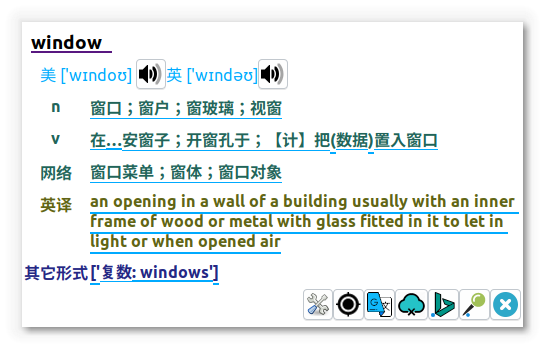 window
美 ['wɪndoʊ] 英 ['wɪndəʊ]
n 窗口；窗户；窗玻璃；视窗
v 在...安窗子；开窗孔于；【计】把(数据)置入窗口
网络 窗口菜单；窗体；窗口对象
英译 an opening in a wall of a building usually with an inner
frame of wood or metal with glass fitted in it to let in
light or when opened air
其它形式 ['复数: windows']